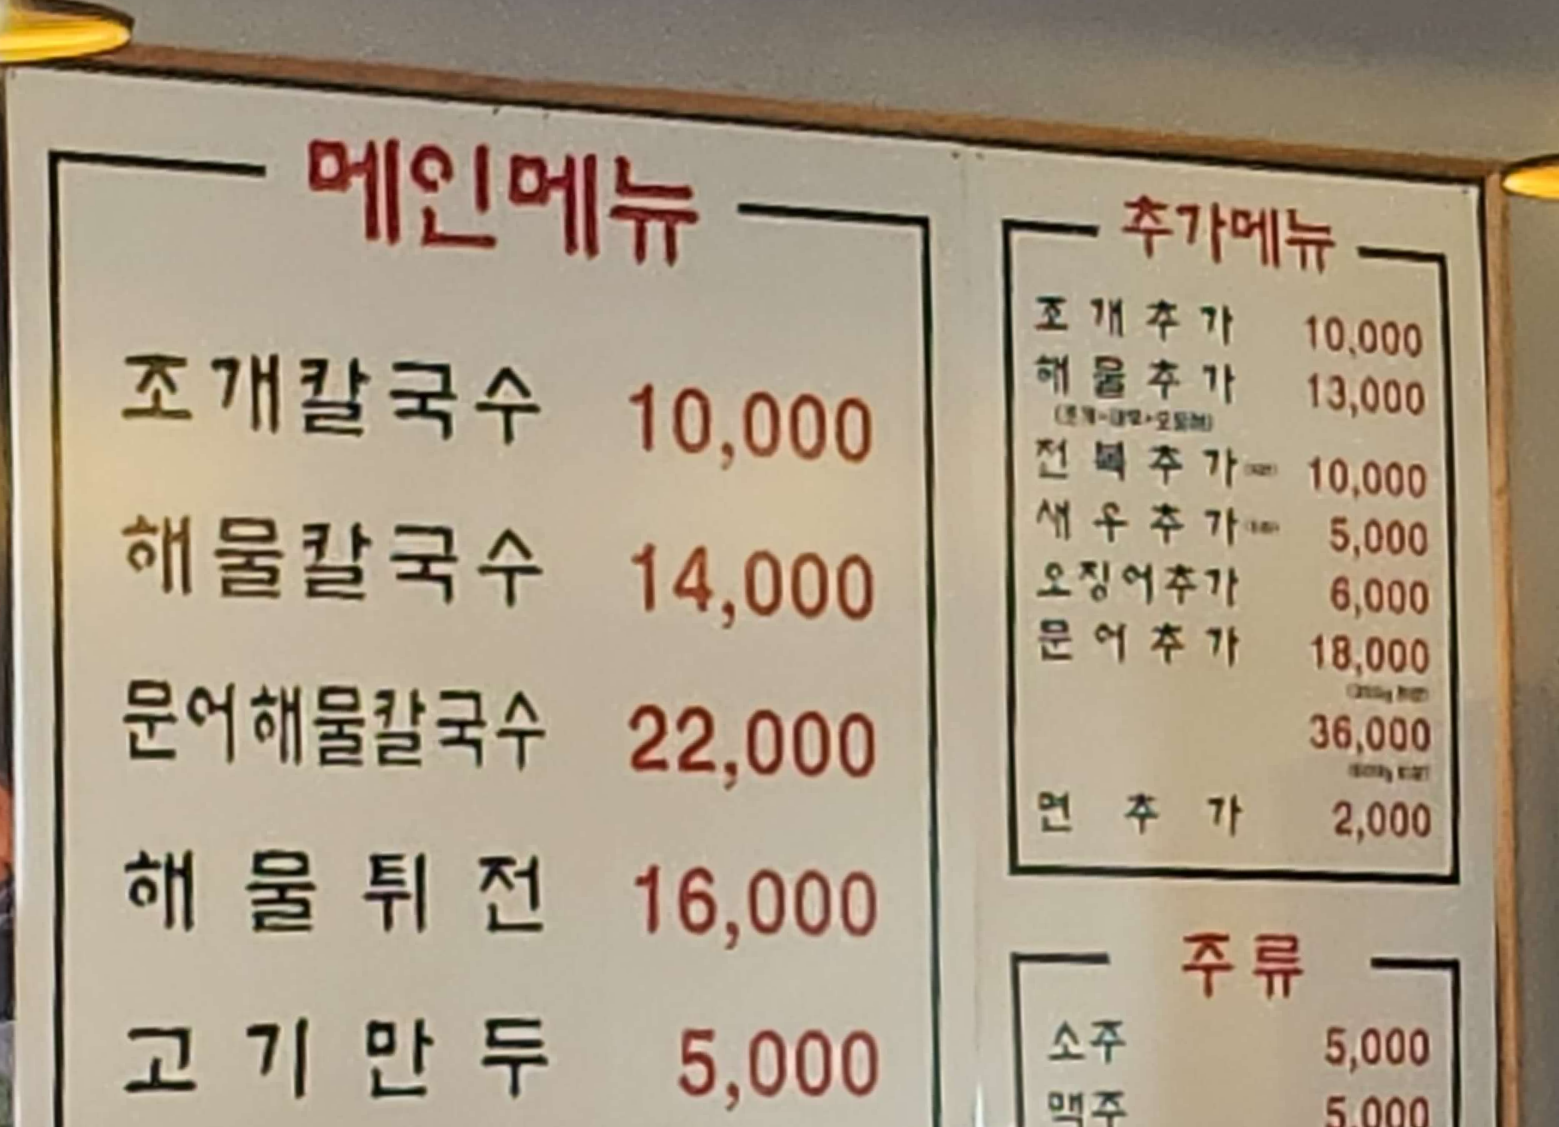 메인메뉴
조개칼국수 10,000
해물칼국수 14,000
문어해물칼국수 22,000
해물튀전 16,000
고기만두 5,000
추가메뉴
조개추가 10,000
해물추가 13,000
전복추가 10,000
새우추가 5,000
오징어추가 6,000
문어추가 18,000
36,000
면추가 2,000
주류
소주 5,000
맥주 5,000